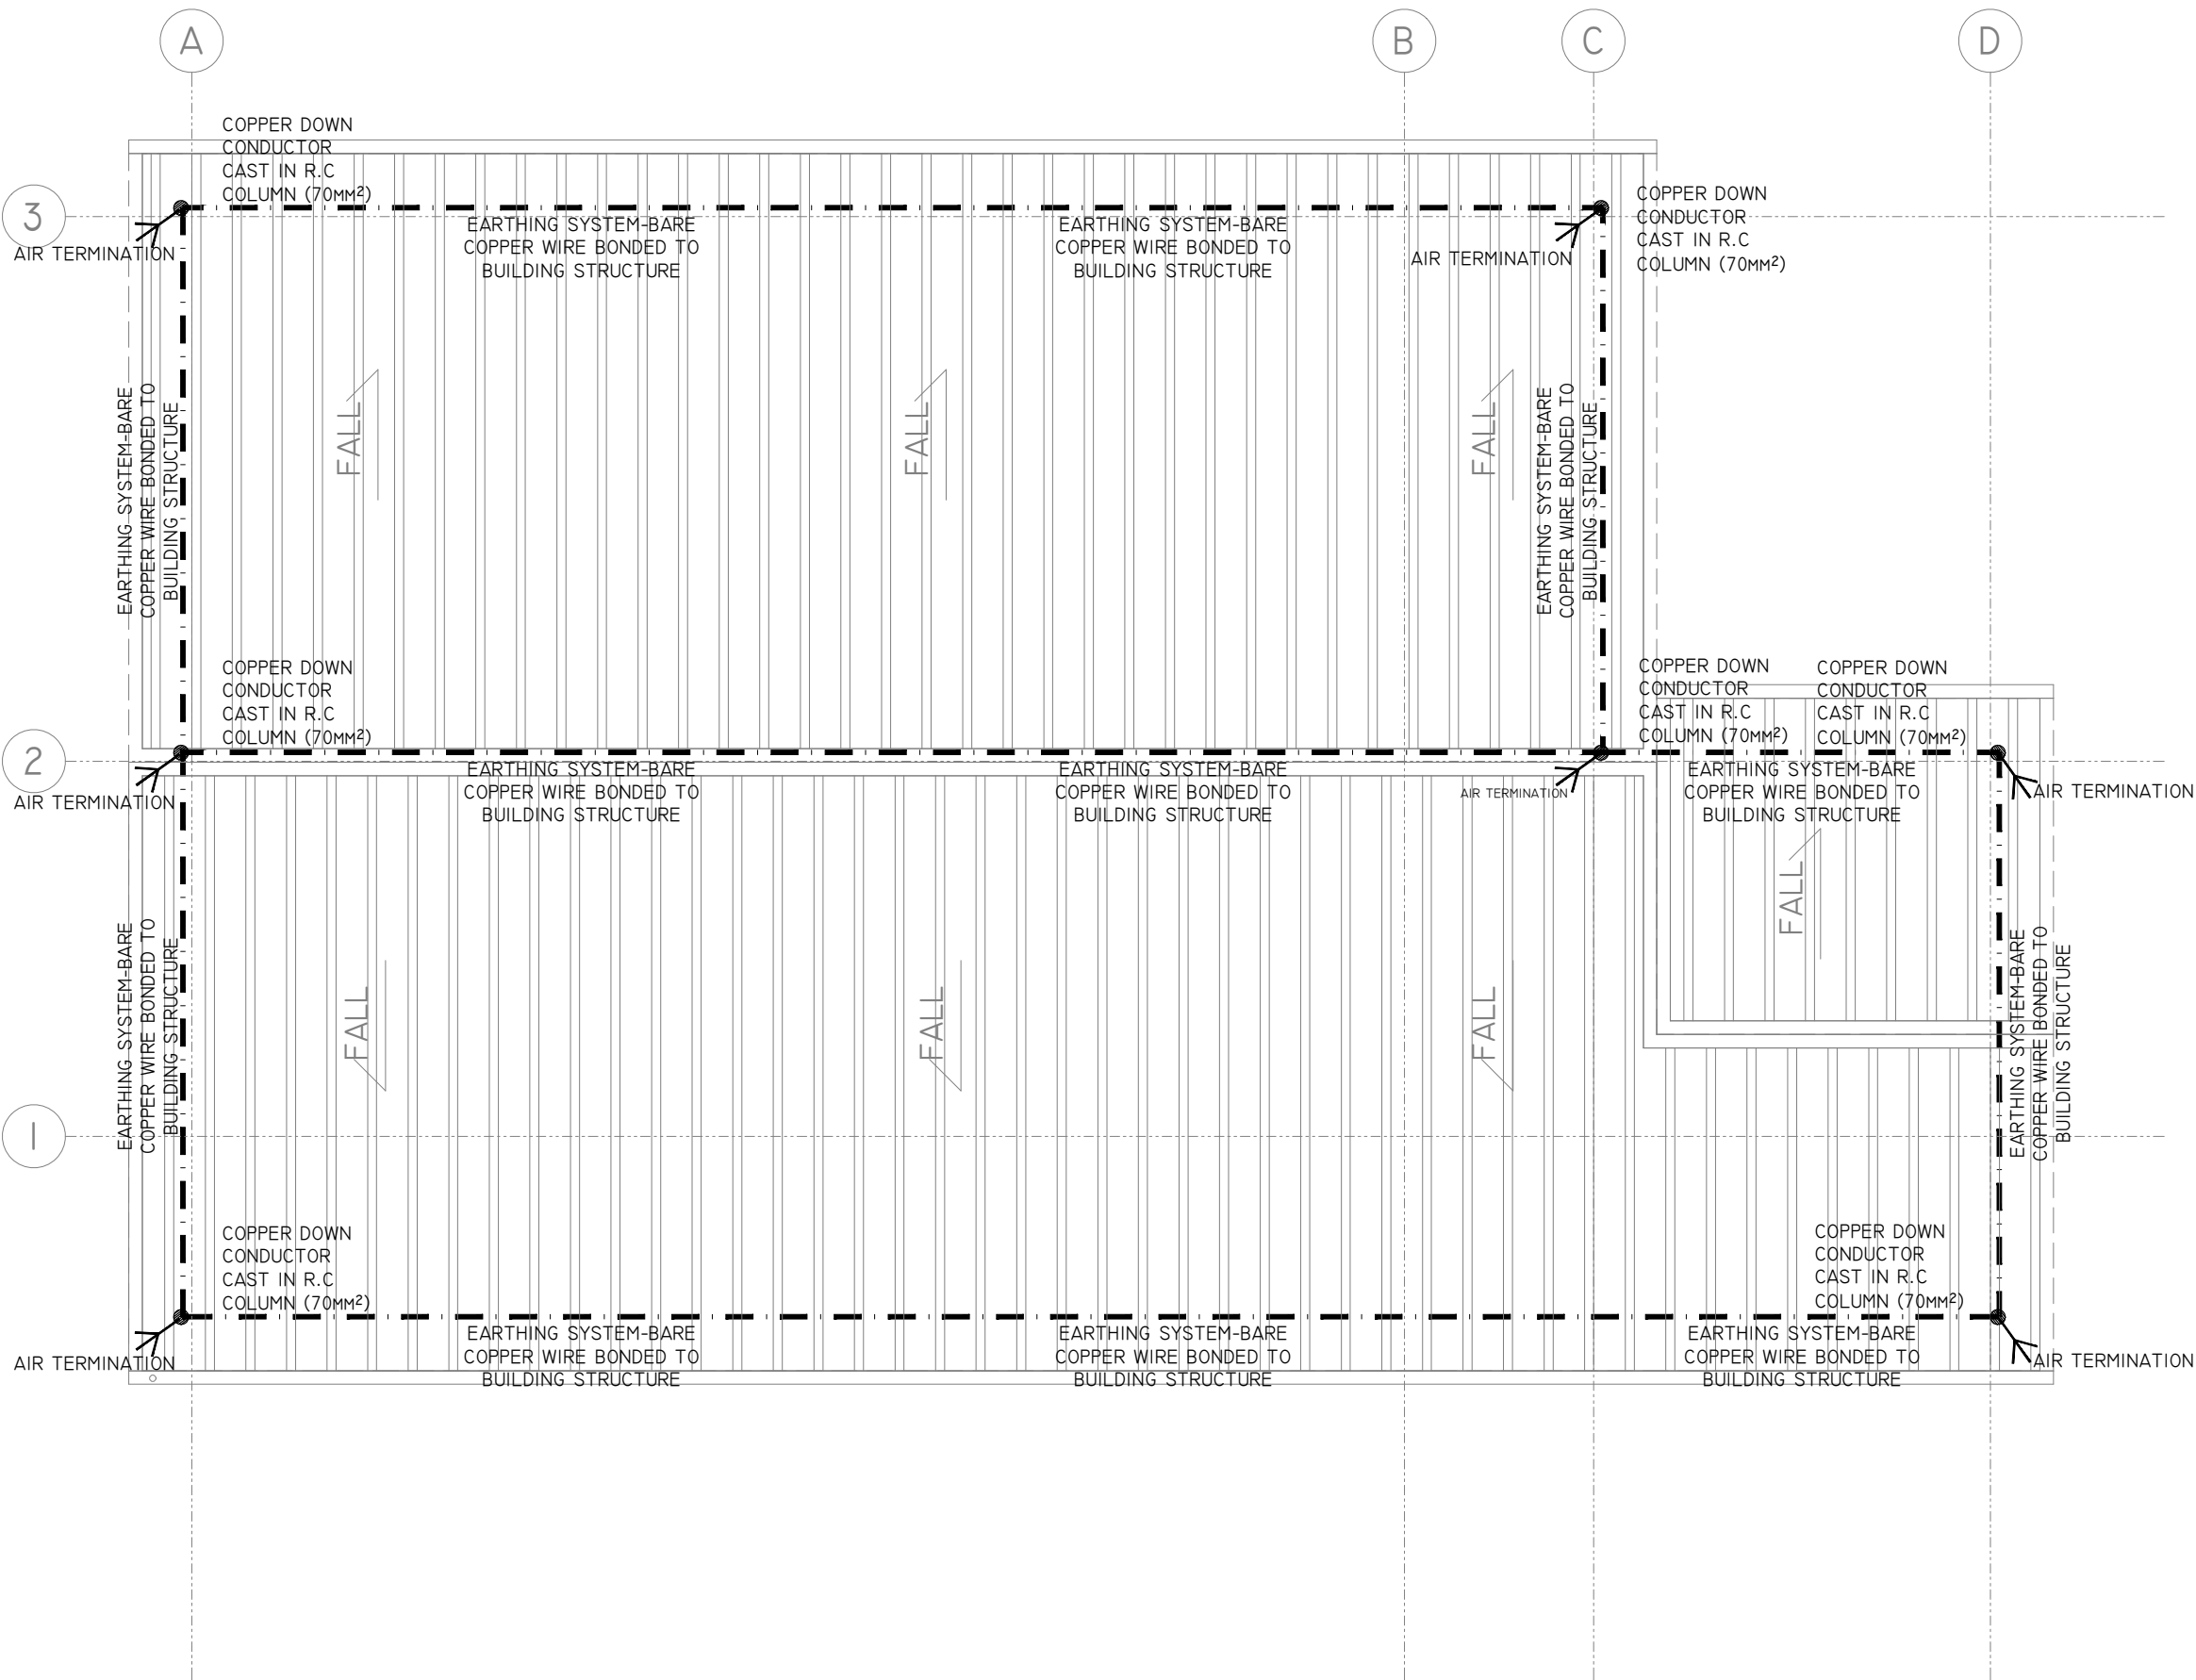 A
B
C
D
COPPER DOWN
CONDUCTOR
CAST IN R.C
COLUMN (70MM²)
3
AIR TERMINATION
EARTHING SYSTEM-BARE
COPPER WIRE BONDED TO
BUILDING STRUCTURE
EARTHING SYSTEM-BARE
COPPER WIRE BONDED TO
BUILDING STRUCTURE
AIR TERMINATION
COPPER DOWN
CONDUCTOR
CAST IN R.C
COLUMN (70MM²)
EARTHING SYSTEM-BARE
COPPER WIRE BONDED TO
BUILDING STRUCTURE
FALL
FALL
FALL
EARTHING SYSTEM-BARE
COPPER WIRE BONDED TO
BUILDING STRUCTURE
COPPER DOWN
CONDUCTOR
CAST IN R.C
COLUMN (70MM²)
COPPER DOWN
CONDUCTOR
CAST IN R.C
COLUMN (70MM²)
COPPER DOWN
CONDUCTOR
CAST IN R.C
COLUMN (70MM²)
2
AIR TERMINATION
EARTHING SYSTEM-BARE
COPPER WIRE BONDED TO
BUILDING STRUCTURE
EARTHING SYSTEM-BARE
COPPER WIRE BONDED TO
BUILDING STRUCTURE
AIR TERMINATION
EARTHING SYSTEM-BARE
COPPER WIRE BONDED TO
BUILDING STRUCTURE
AIR TERMINATION
FALL
EARTHING SYSTEM-BARE
COPPER WIRE BONDED TO
BUILDING STRUCTURE
FALL
FALL
FALL
EARTHING SYSTEM-BARE
COPPER WIRE BONDED TO
BUILDING STRUCTURE
1
COPPER DOWN
CONDUCTOR
CAST IN R.C
COLUMN (70MM²)
COPPER DOWN
CONDUCTOR
CAST IN R.C
COLUMN (70MM²)
AIR TERMINATION
EARTHING SYSTEM-BARE
COPPER WIRE BONDED TO
BUILDING STRUCTURE
EARTHING SYSTEM-BARE
COPPER WIRE BONDED TO
BUILDING STRUCTURE
EARTHING SYSTEM-BARE
COPPER WIRE BONDED TO
BUILDING STRUCTURE
AIR TERMINATION